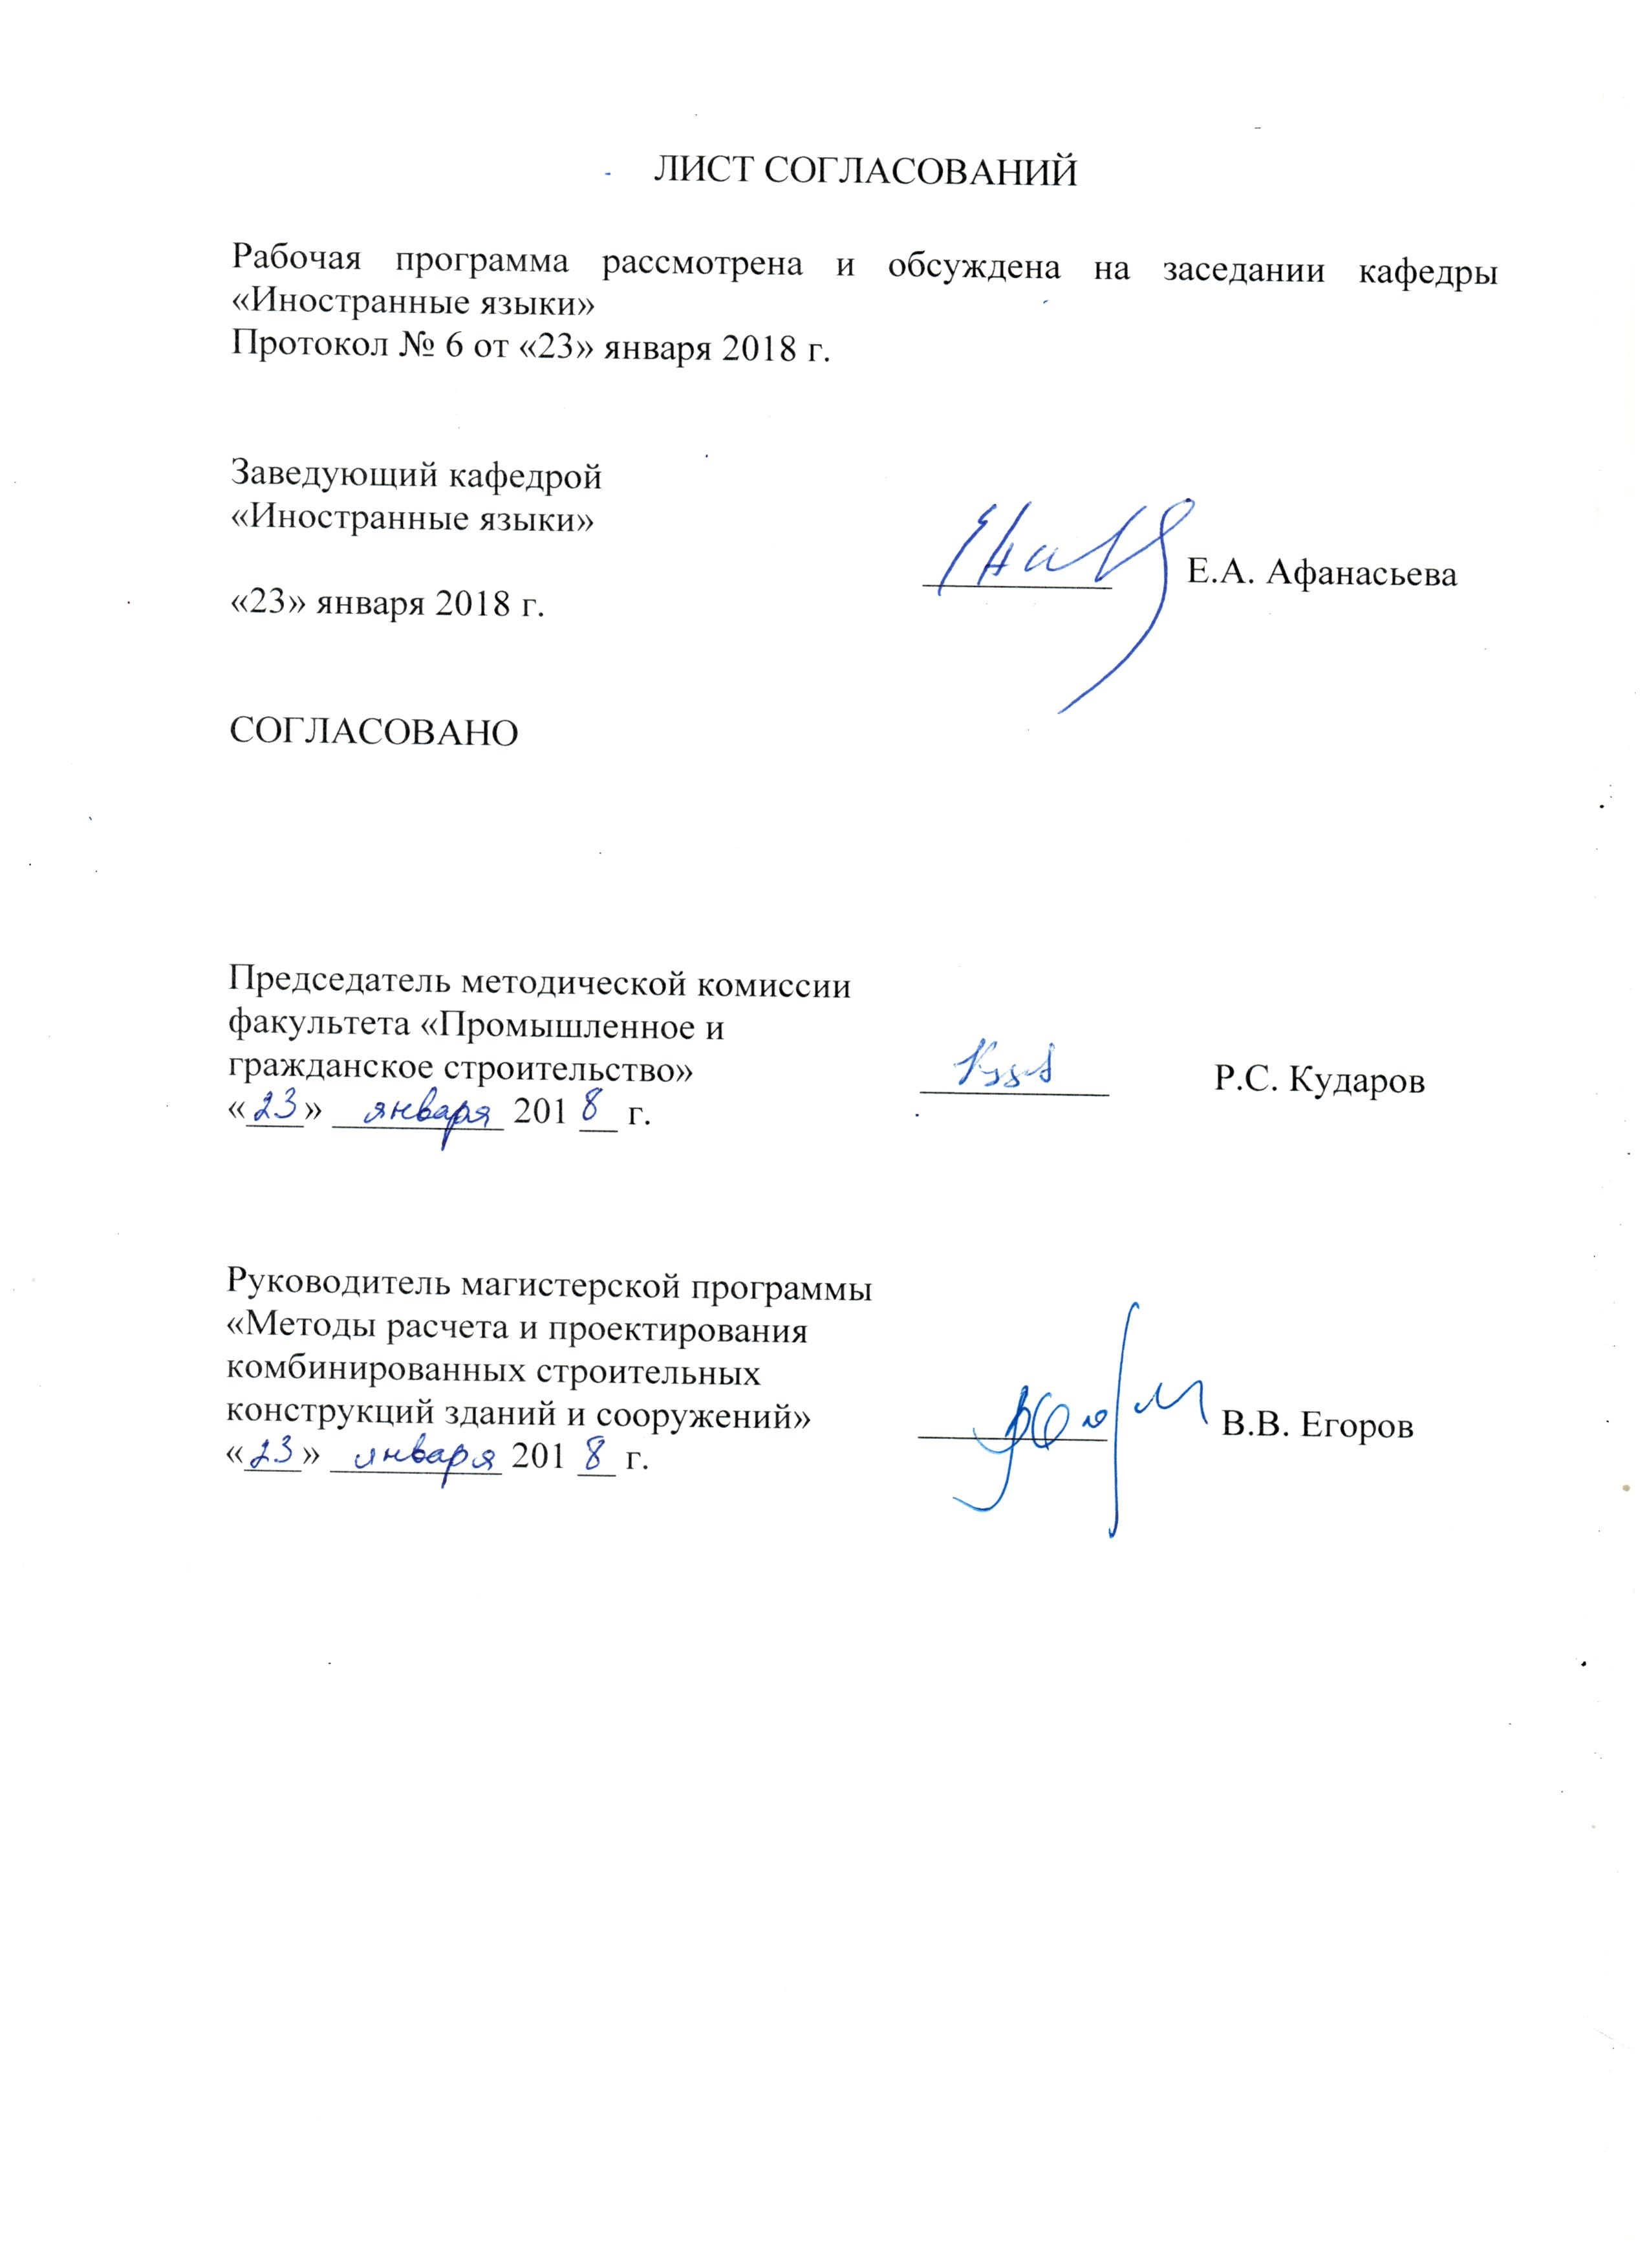 ЛИСТ СОГЛАСОВАНИЙ
Рабочая программа рассмотрена и обсуждена на заседании кафедры
«Иностранные языки»
Протокол № 6 от «23» января 2018 г.
Заведующий кафедрой
«Иностранные языки»
Е.А. Афанасьева
«23» января 2018 г.
СОГЛАСОВАНО
Председатель методической комиссии
факультета «Промышленное и
гражданское строительство»
Р.С. Кударов
«23» января 2018 г.
Руководитель магистерской программы
«Методы расчета и проектирования
комбинированных строительных
конструкций зданий и сооружений»
В.В. Егоров
«23» января 2018 г.